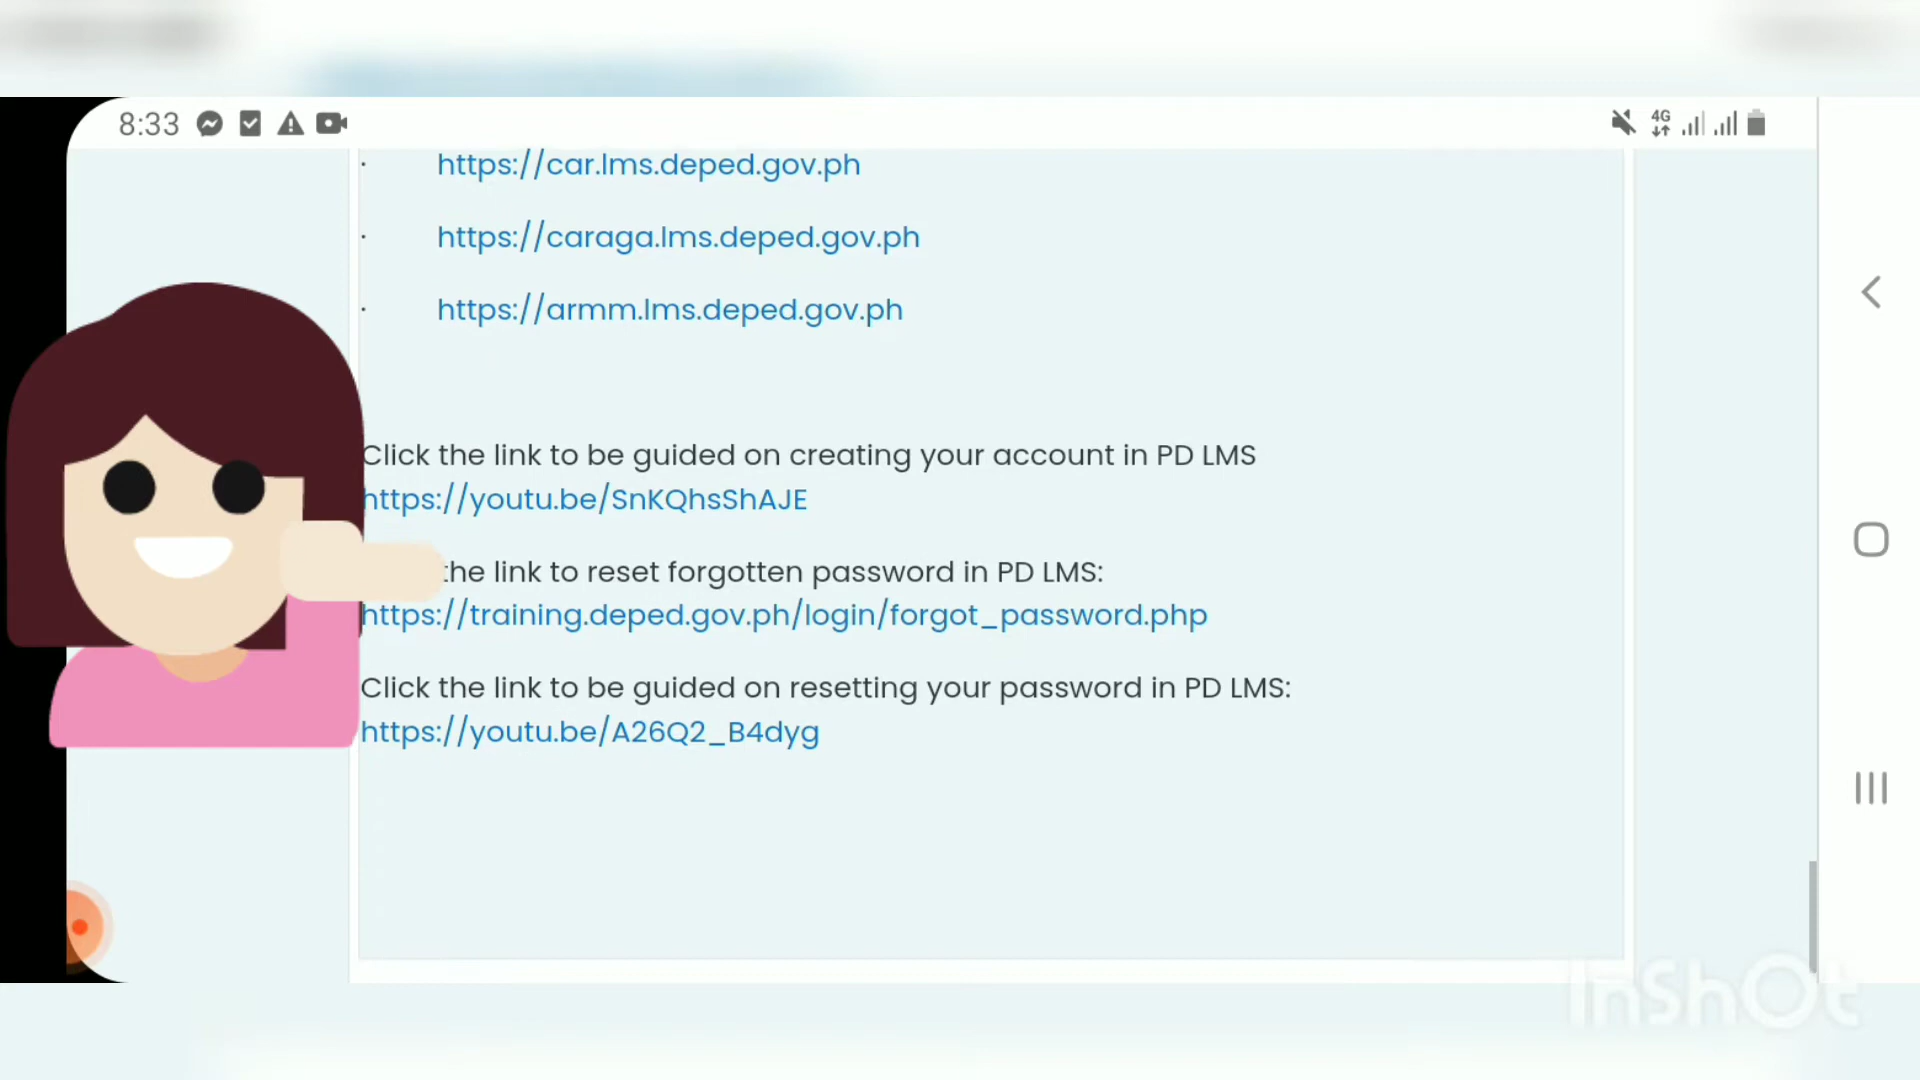 8:33
4G
· https://car.lms.deped.gov.ph
· https://caraga.lms.deped.gov.ph
· https://armm.lms.deped.gov.ph
Click the link to be guided on creating your account in PD LMS
https://youtu.be/SnKQhsShAJE
the link to reset forgotten password in PD LMS:
https://training.deped.gov.ph/login/forgot_password.php
Click the link to be guided on resetting your password in PD LMS:
https://youtu.be/A26Q2_B4dyg
InShOt